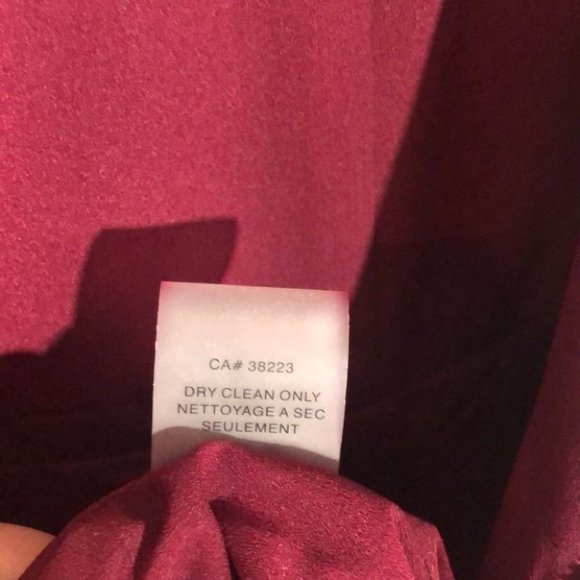 CA# 38223
DRY CLEAN ONLY
NETTOYAGE A SEC
SEULEMENT